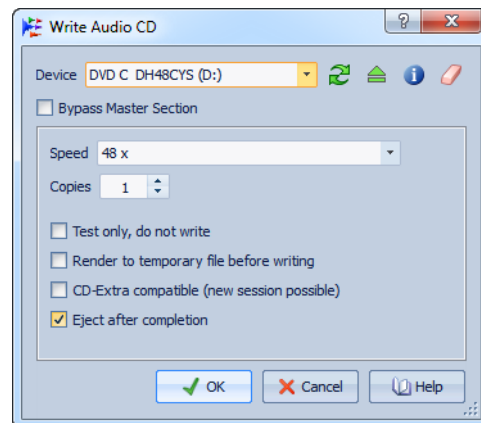 Write Audio CD
Device DVD C DH48CYS (D:)
Bypass Master Section
Speed 48 x
Copies 1
Test only, do not write
Render to temporary file before writing
CD-Extra compatible (new session possible)
Eject after completion
OK Cancel Help